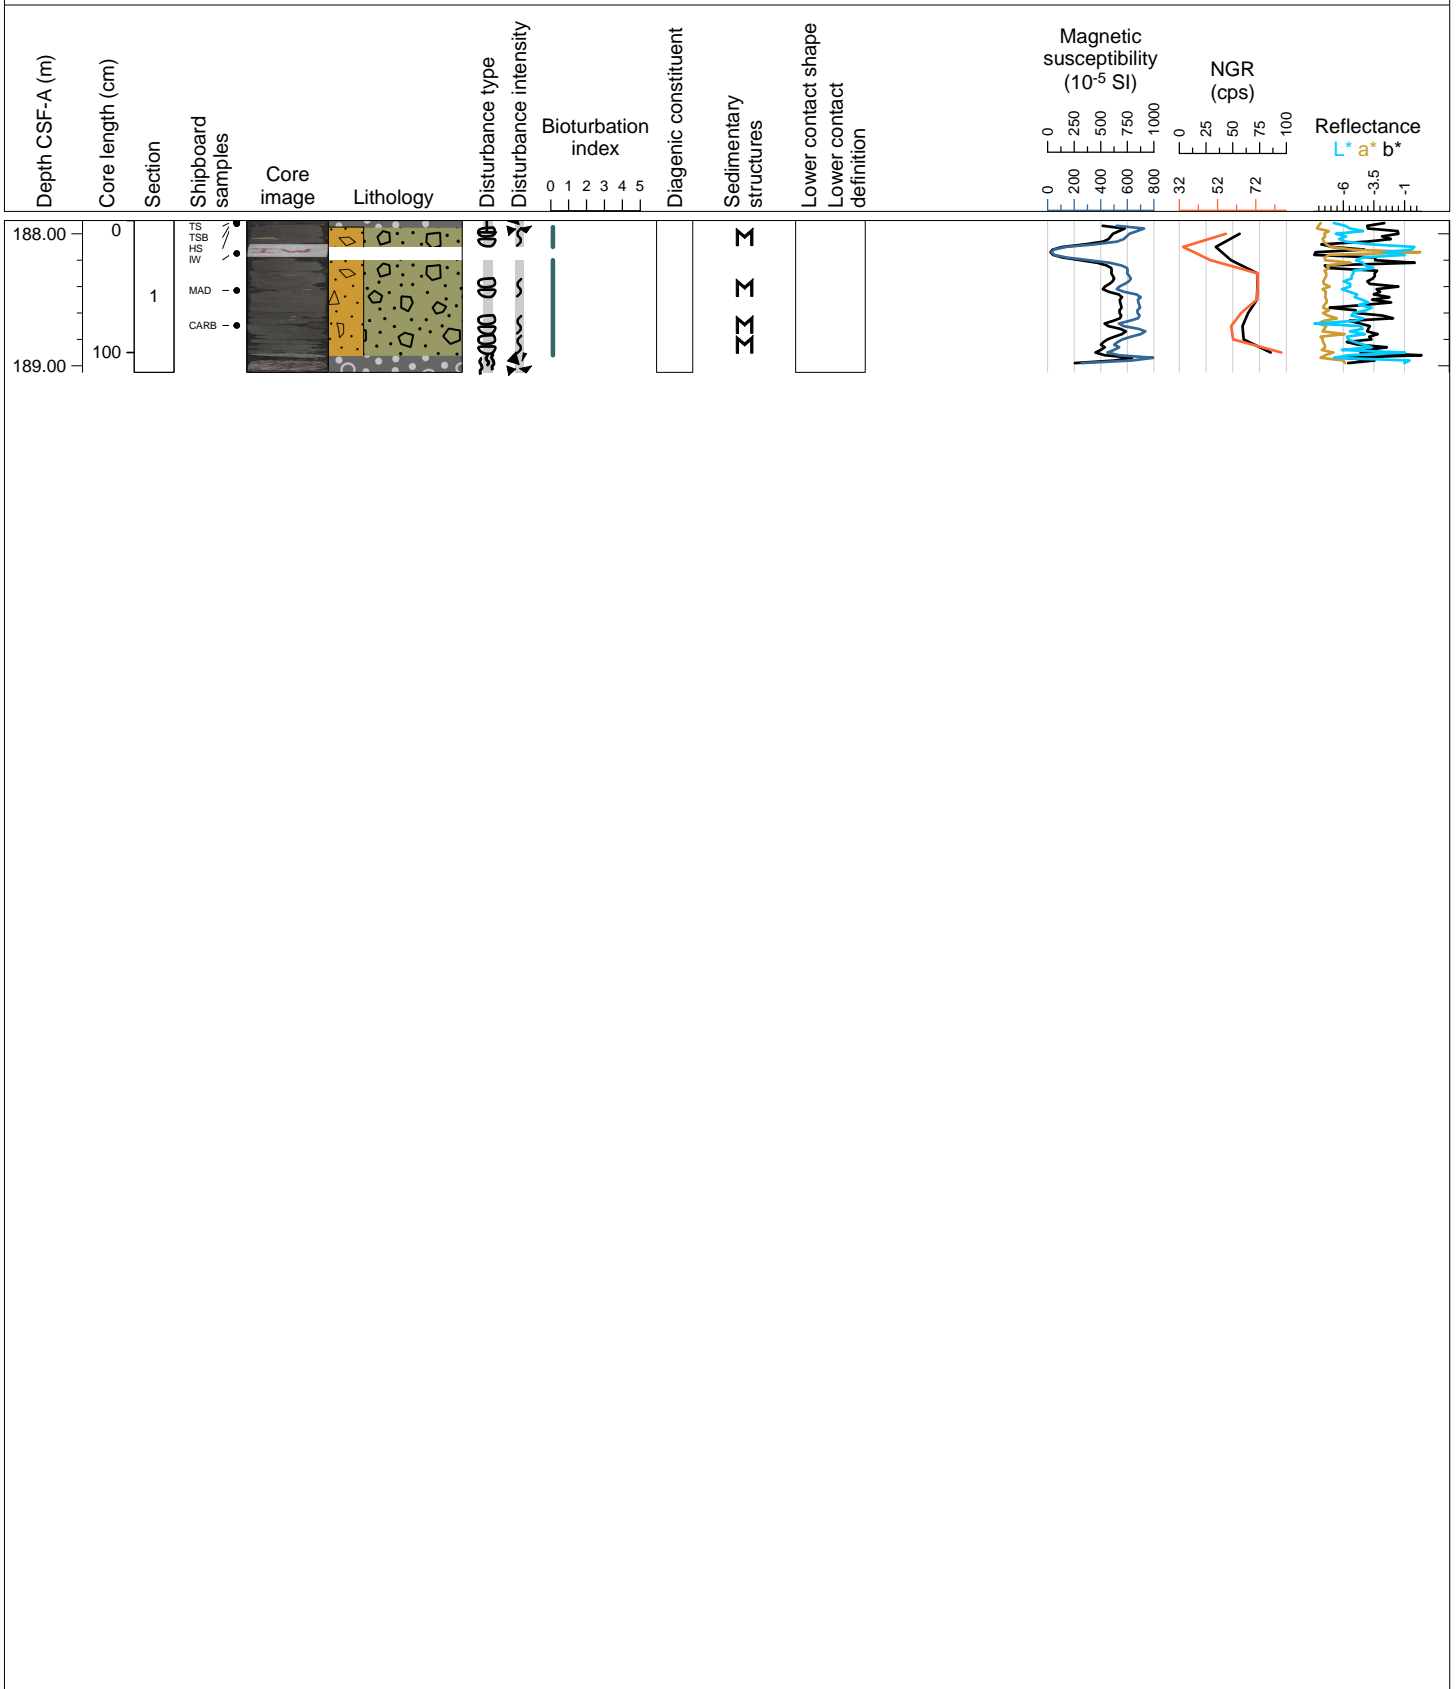 Depth CSF-A (m)
Core length (cm)
Section
Shipboard
samples
Core
image
Lithology
Disturbance type
Disturbance intensity
Bioturbation
index
0 1 2 3 4 5
Diagenic constituent
Sedimentary
structures
Lower contact shape
Lower contact
definition
Magnetic
susceptibility
(10-5 SI)
0 250 500 750 1000
0 200 400 600 800
NGR
(cps)
0 25 50 75 100
32 52 72
Reflectance
L* a* b*
-6 -3.5 -1
188.00
0
TS
TSB
HS
IW
MAD
1
CARB
100
189.00